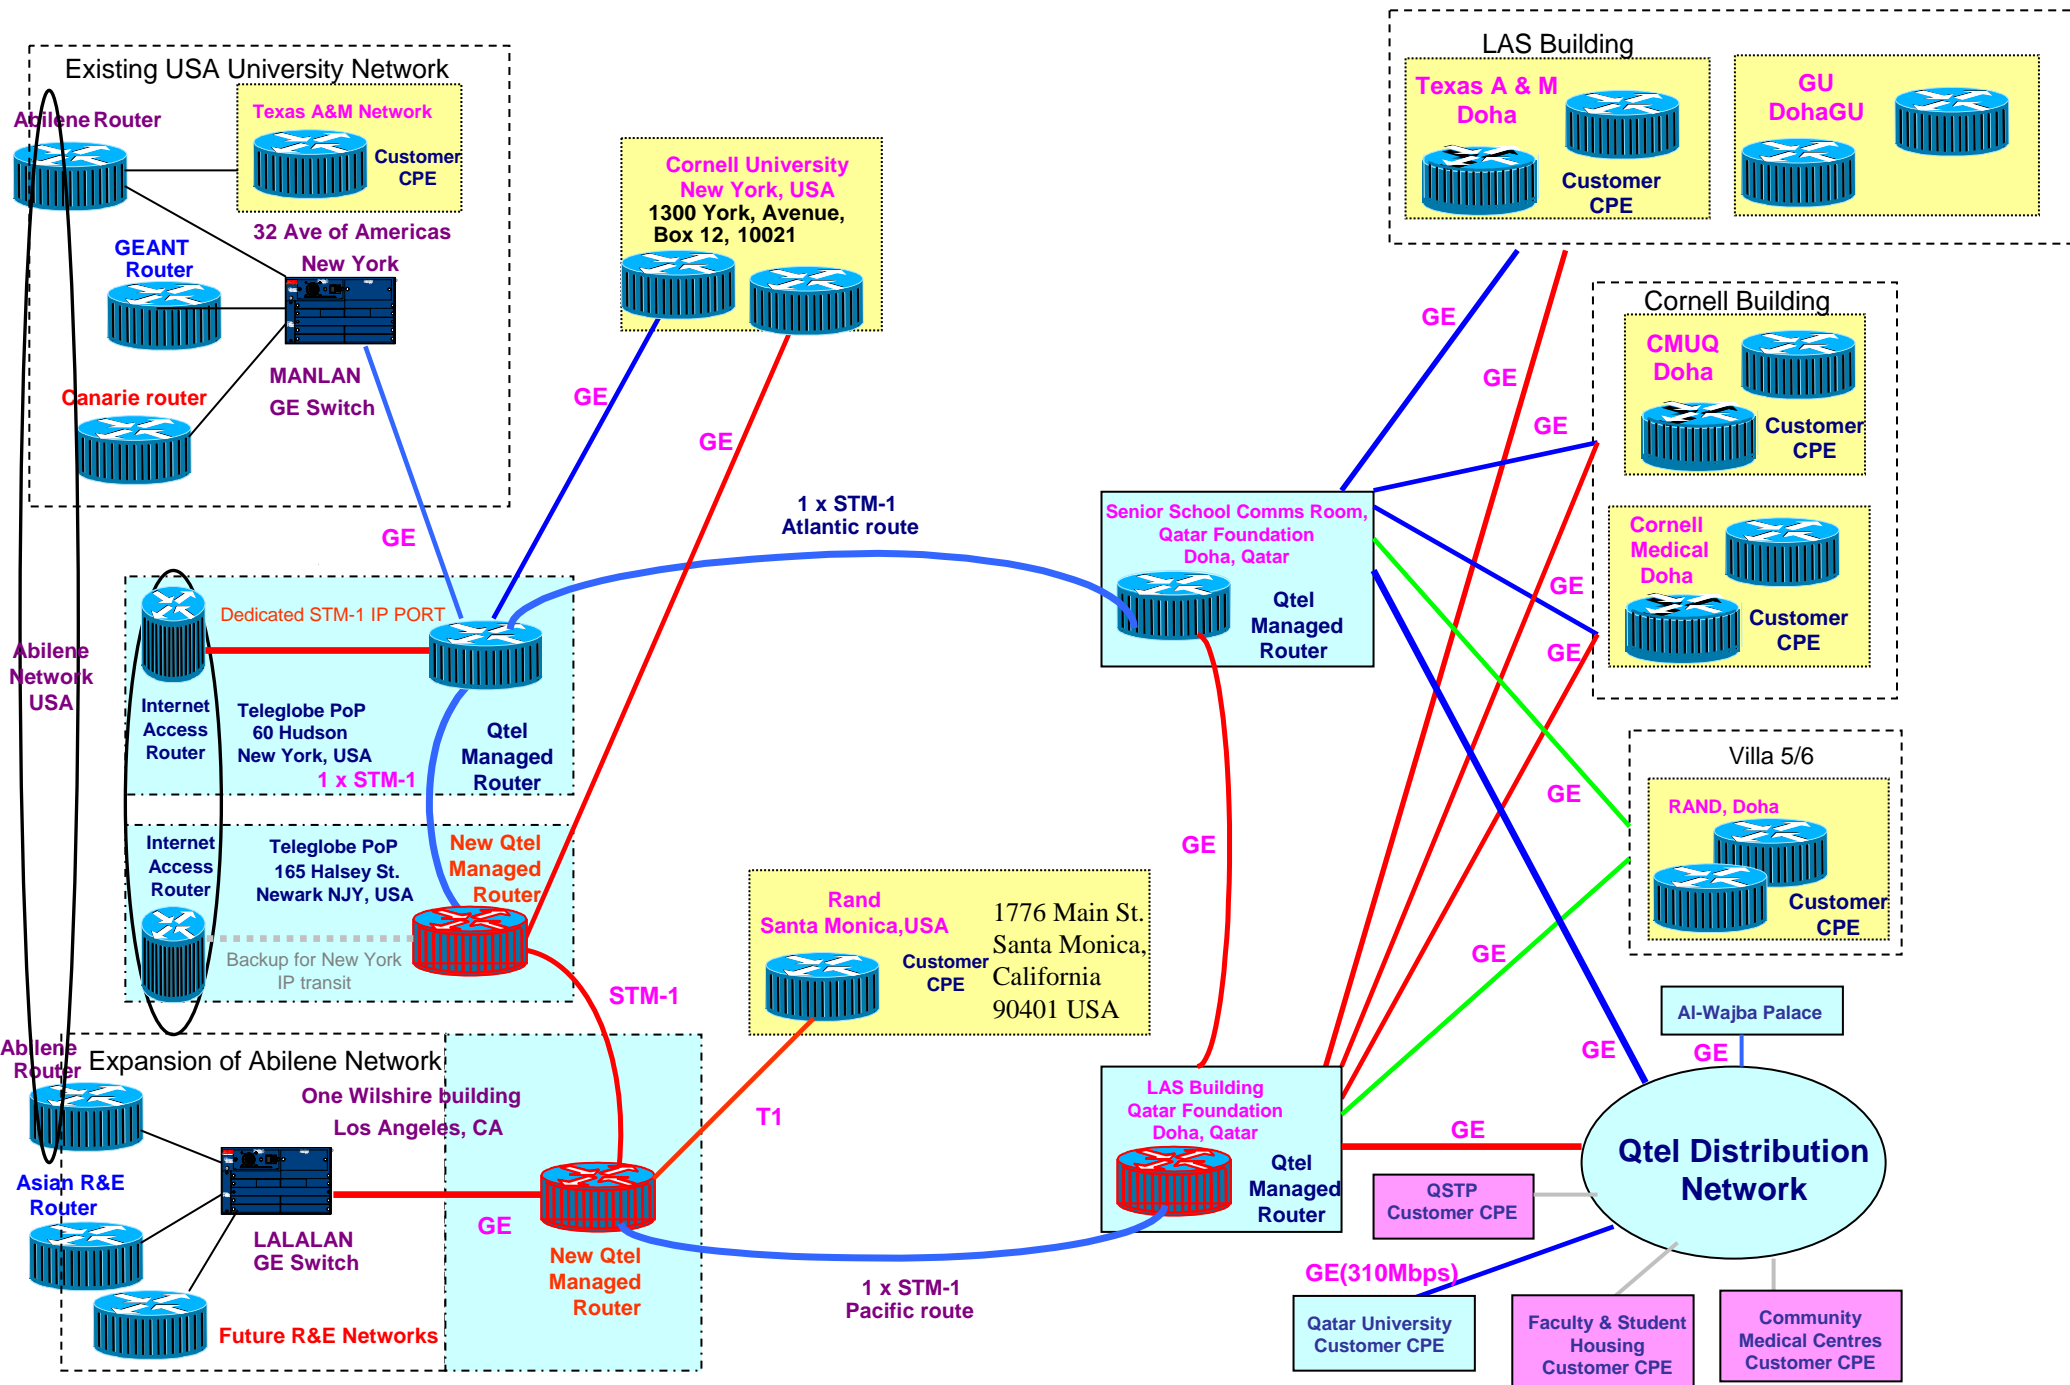 Existing USA University Network
Abilene Router
Texas A&M Network
Customer
CPE
32 Ave of Americas
New York
GEANT
Router
MANLAN
GE Switch
Canarie router
GE
Cornell University
New York, USA
1300 York, Avenue,
Box 12, 10021
GE
GE
LAS Building
Texas A & M
Doha
Customer
CPE
GU
DohaGU
GE
GE
Cornell Building
CMUQ
Doha
Customer
CPE
GE
Cornell
Medical
Doha
Customer
CPE
GE
GE
1 x STM-1
Atlantic route
Senior School Comms Room,
Qatar Foundation
Doha, Qatar
Qtel
Managed
Router
Dedicated STM-1 IP PORT
Abilene
Network
USA
Internet
Access
Router
Teleglobe PoP
60 Hudson
New York, USA
1 x STM-1
Qtel
Managed
Router
Internet
Access
Router
Teleglobe PoP
165 Halsey St.
Newark NJY, USA
New Qtel
Managed
Router
Backup for New York
IP transit
STM-1
Rand
Santa Monica,USA
Customer
CPE
1776 Main St.
Santa Monica,
California
90401 USA
T1
GE
Villa 5/6
RAND, Doha
Customer
CPE
GE
GE
Al-Wajba Palace
GE
GE
Abilene
Router
Expansion of Abilene Network
One Wilshire building
Los Angeles, CA
Asian R&E
Router
LALALAN
GE Switch
Future R&E Networks
GE
New Qtel
Managed
Router
1 x STM-1
Pacific route
LAS Building
Qatar Foundation
Doha, Qatar
Qtel
Managed
Router
GE
Qtel Distribution
Network
QSTP
Customer CPE
GE(310Mbps)
Qatar University
Customer CPE
Faculty & Student
Housing
Customer CPE
Community
Medical Centres
Customer CPE